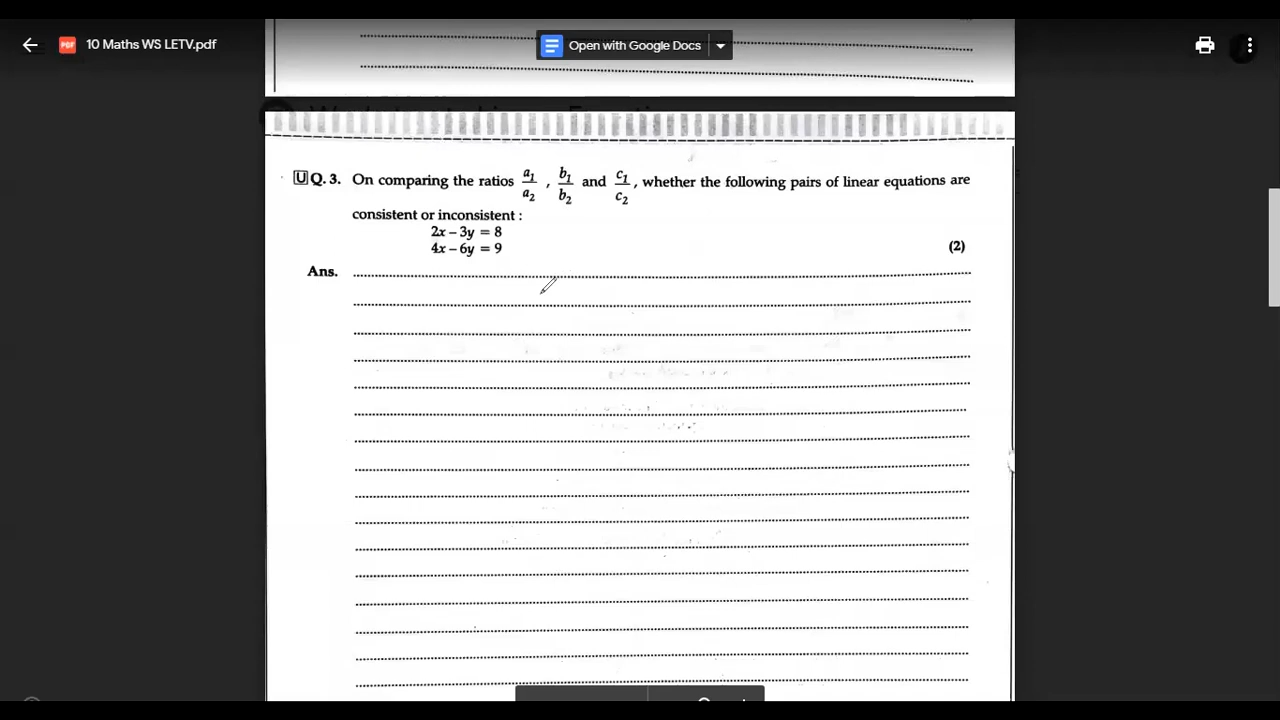 10 Maths WS LETV.pdf
Open with Google Docs
U Q. 3. On comparing the ratios a1/a2 , b1/b2 and c1/c2 , whether the following pairs of linear equations are
consistent or inconsistent :
2x – 3y = 8
4x – 6y = 9
(2)
Ans.